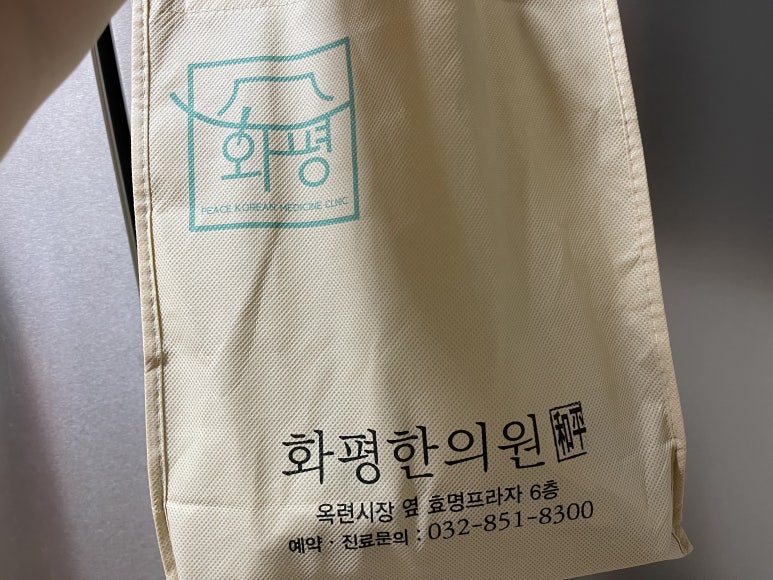 화평
PEACE KOREAN MEDICINE CLINIC
화평한의원 和平
옥련시장 옆 효명프라자 6층
예약 · 진료문의 : 032-851-8300